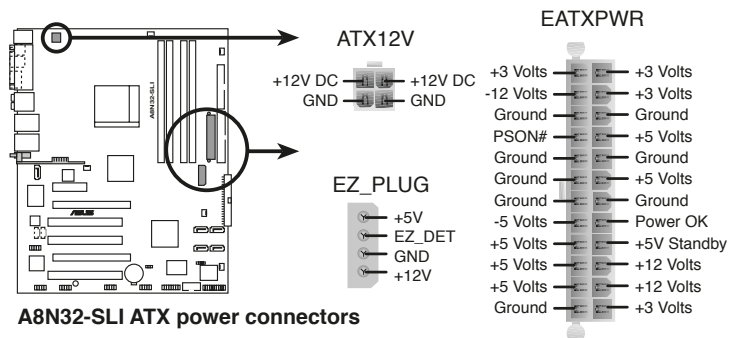 EATXPWR
ATX12V
+12V DC
GND
+12V DC
GND
+3 Volts
-12 Volts
Ground
PSON#
Ground
Ground
Ground
-5 Volts
+5 Volts
+5 Volts
+5 Volts
Ground
+3 Volts
+3 Volts
Ground
+5 Volts
Ground
+5 Volts
Ground
Power OK
+5V Standby
+12 Volts
+12 Volts
+3 Volts
A8N32-SLI
/ISUS
EZ_PLUG
+5V
EZ_DET
GND
+12V
A8N32-SLI ATX power connectors